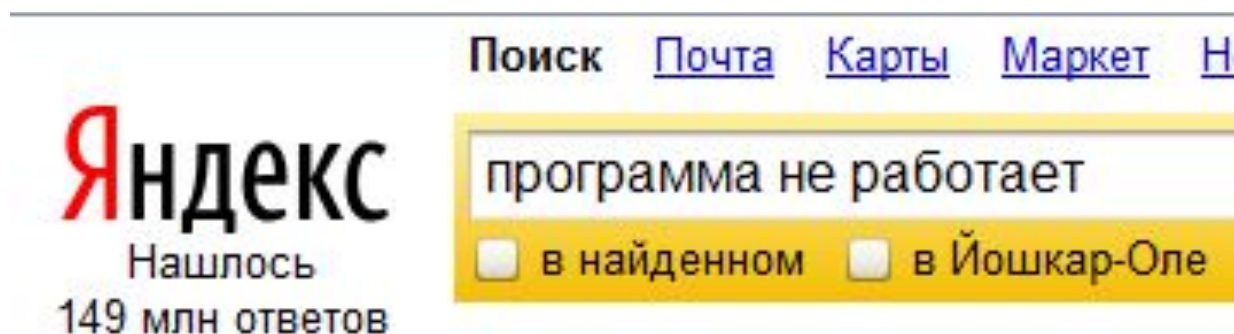 Поиск Почта Карты Маркет
Яндекс
программа не работает
Нашлось
149 млн ответов
в найденном в Йошкар-Оле